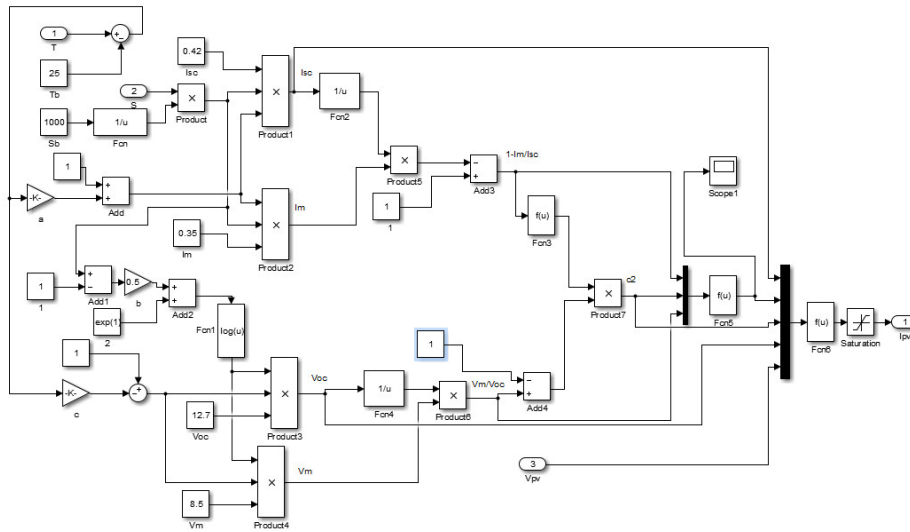 1
T
+
−
0.42
Isc
Isc
25
Tb
2
S
×
Product
×
Product1
1/u
Fcn2
1000
Sb
1/u
Fcn
1
+
+
Add
-K-
a
×
Product5
1-Im/Isc
−
+
Add3
1
1
Scope1
Im
×
Product2
0.35
Im
f(u)
Fcn3
1
1
+
−
Add1
0.5
b
+
+
Add2
exp(1)
2
log(u)
Fcn1
c2
×
Product7
f(u)
Fcn5
f(u)
Fcn6
Saturation
1
Ipv
1
1
-K-
c
−
+
Voc
×
Product3
12.7
Voc
1/u
Fcn4
Vm/Voc
×
Product6
−
+
Add4
Vm
×
Product4
8.5
Vm
3
Vpv